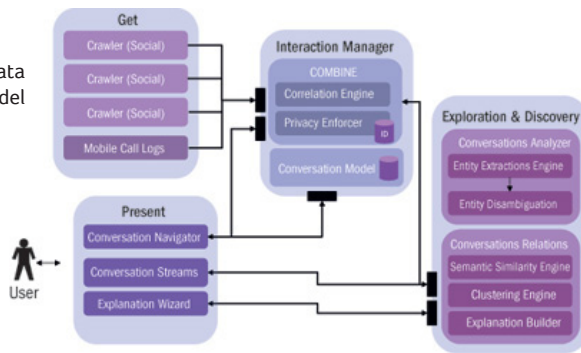 ata
del
Get
Crawler (Social)
Crawler (Social)
Crawler (Social)
Mobile Call Logs
Interaction Manager
COMBINE
Correlation Engine
Privacy Enforcer
ID
Conversation Model
Exploration & Discovery
Conversations Analyzer
Entity Extractions Engine
Entity Disambiguation
Conversations Relations
Semantic Similarity Engine
Clustering Engine
Explanation Builder
Present
Conversation Navigator
Conversation Streams
Explanation Wizard
User